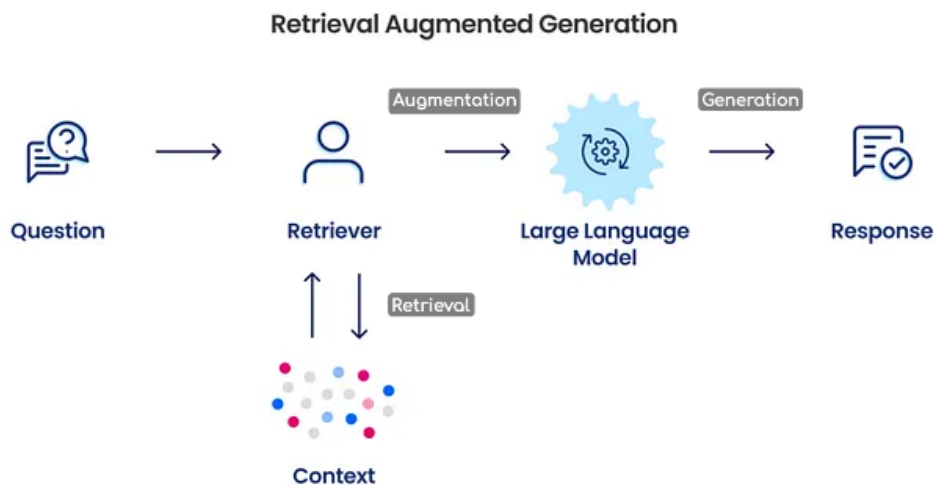 Retrieval Augmented Generation
Augmentation
Generation
?
Question
Retriever
Large Language
Model
Response
Retrieval
Context